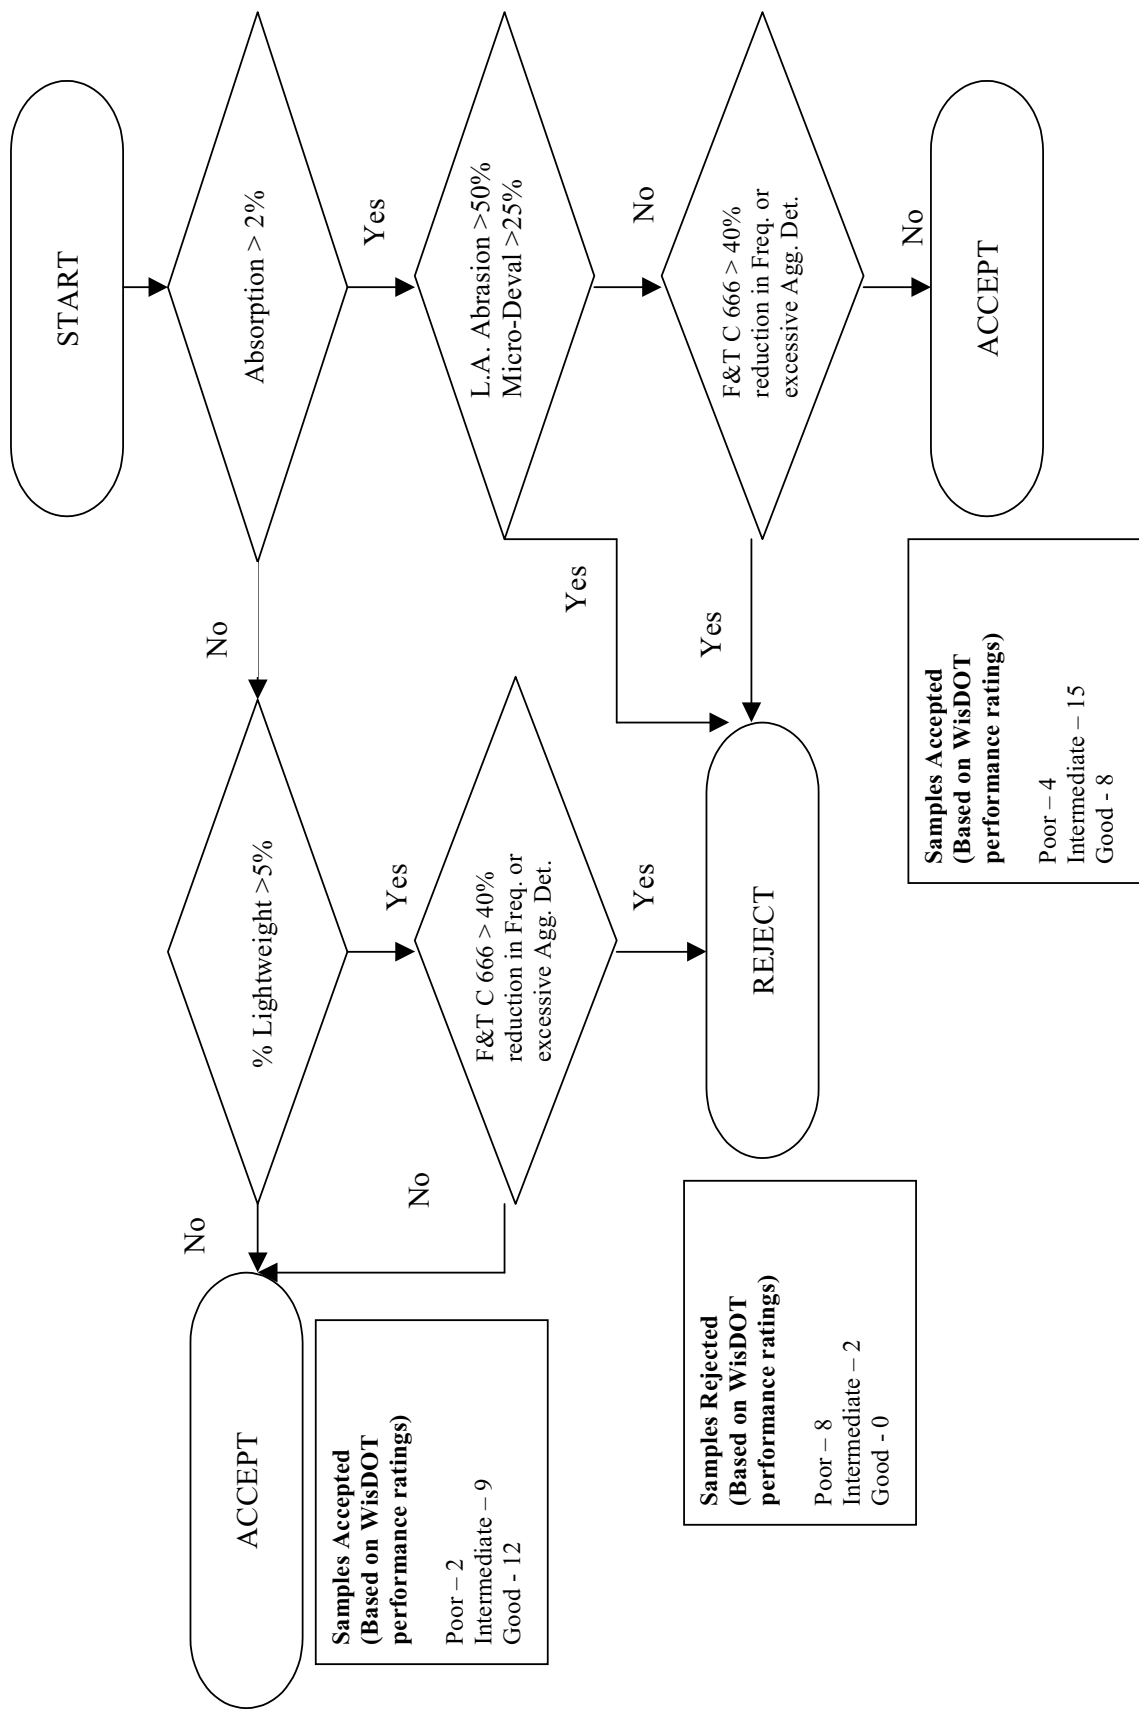 START
Absorption > 2%
No
Yes
% Lightweight >5%
No
Yes
L.A. Abrasion >50%
Micro-Deval >25%
Yes
No
F&T C 666 > 40%
reduction in Freq. or
excessive Agg. Det.
No
Yes
F&T C 666 > 40%
reduction in Freq. or
excessive Agg. Det.
Yes
No
ACCEPT
REJECT
ACCEPT
Samples Accepted
(Based on WisDOT
performance ratings)
Poor – 2
Intermediate – 9
Good - 12
Samples Rejected
(Based on WisDOT
performance ratings)
Poor – 8
Intermediate – 2
Good - 0
Samples Accepted
(Based on WisDOT
performance ratings)
Poor – 4
Intermediate – 15
Good - 8